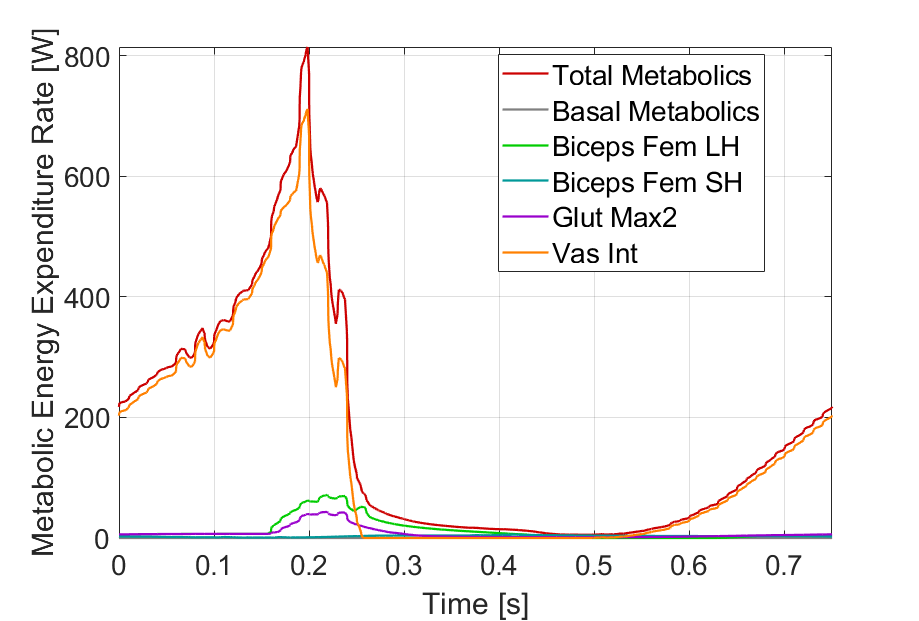 Metabolic Energy Expenditure Rate [W]
800
600
400
200
0
Total Metabolics
Basal Metabolics
Biceps Fem LH
Biceps Fem SH
Glut Max2
Vas Int
0 0.1 0.2 0.3 0.4 0.5 0.6 0.7
Time [s]